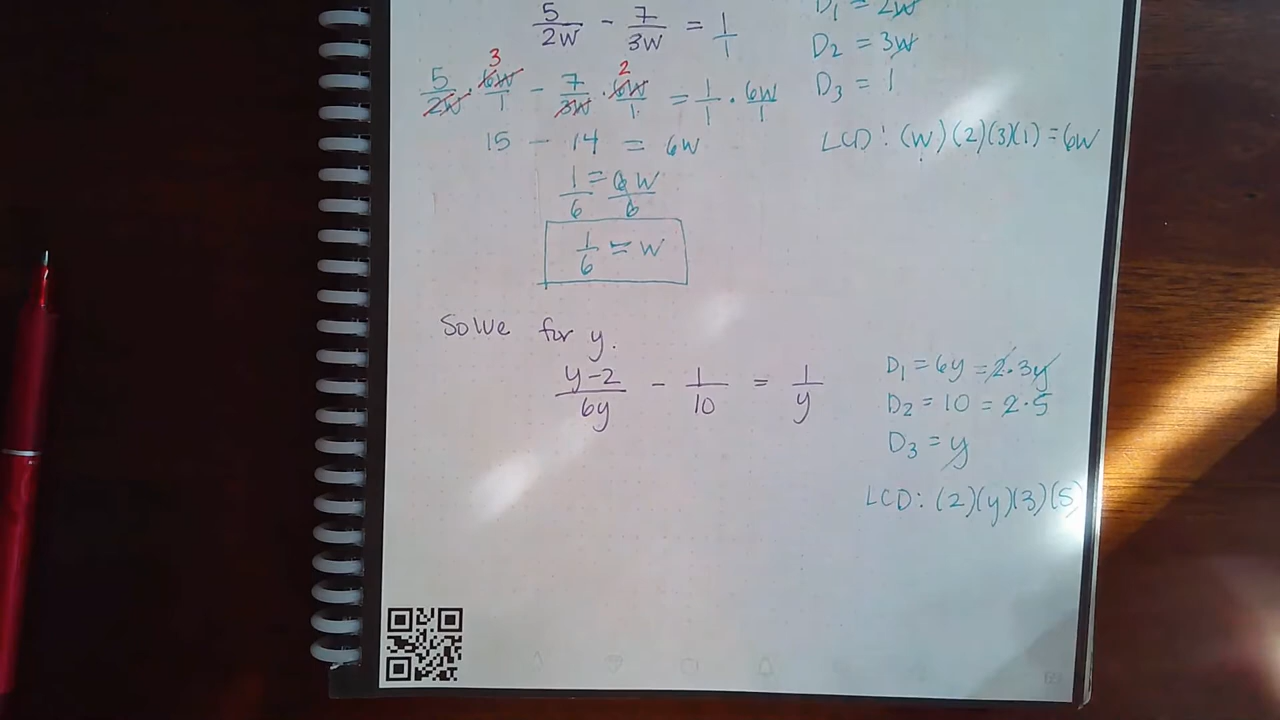 5/2w - 7/3w = 1/1
D1 = 2w
D2 = 3w
D3 = 1
5/2w · 6w/1 - 7/3w · 6w/1 = 1/1 · 6w/1
3 2
15 - 14 = 6w
LCD: (w)(2)(3)(1) = 6w
1/6 = 6w/6
1/6 = w
Solve for y.
y-2/6y - 1/10 = 1/y
D1 = 6y = 2·3y
D2 = 10 = 2·5
D3 = y
LCD: (2)(y)(3)(5)